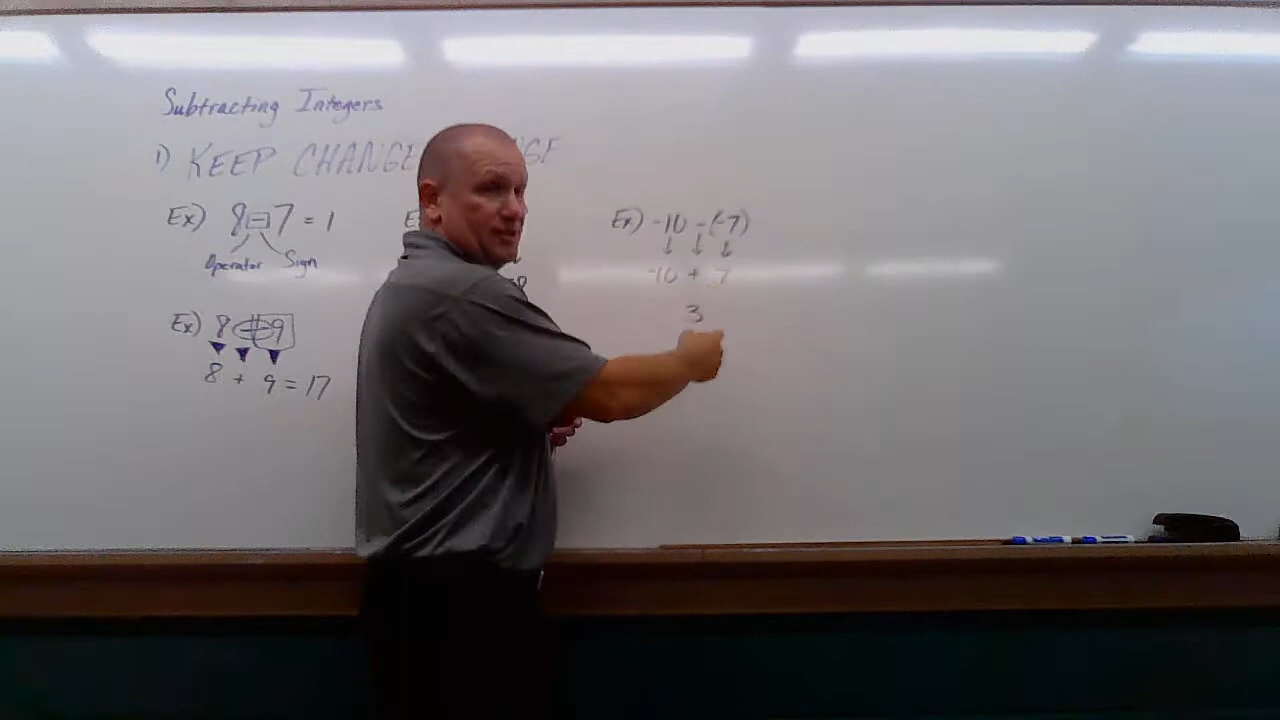 Subtracting Integers
1) KEEP CHANGE
Ex) 8 - 7 = 1
Operator Sign
Ex) 8 - -9
8 + 9 = 17
Ex) -10 - (-7)
-10 + 7
3